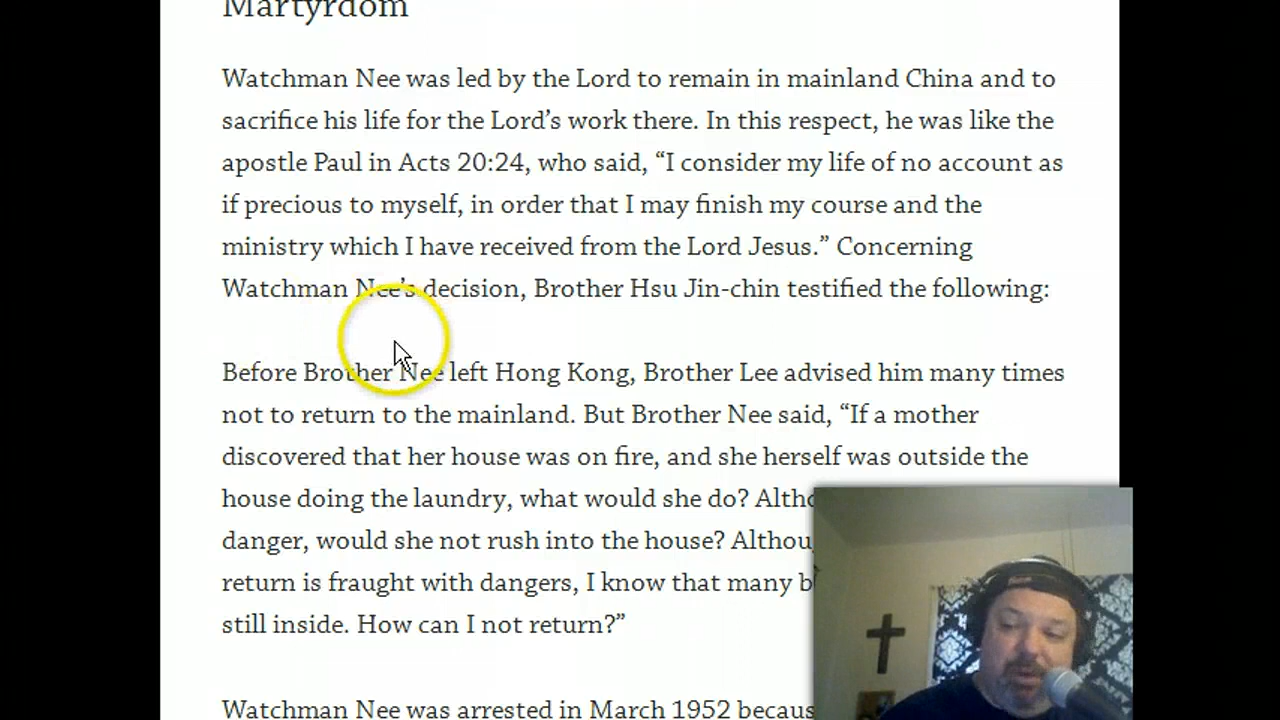 Martyrdom
Watchman Nee was led by the Lord to remain in mainland China and to
sacrifice his life for the Lord’s work there. In this respect, he was like the
apostle Paul in Acts 20:24, who said, “I consider my life of no account as
if precious to myself, in order that I may finish my course and the
ministry which I have received from the Lord Jesus.” Concerning
Watchman Nee’s decision, Brother Hsu Jin-chin testified the following:
Before Brother Nee left Hong Kong, Brother Lee advised him many times
not to return to the mainland. But Brother Nee said, “If a mother
discovered that her house was on fire, and she herself was outside the
house doing the laundry, what would she do?
danger, would she not rush into the house?
return is fraught with dangers, I know that many
still inside. How can I not return?”
Watchman Nee was arrested in March 1952